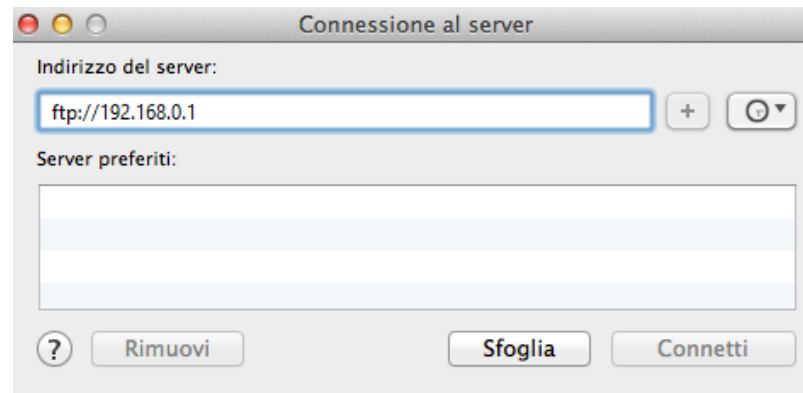 Connessione al server
Indirizzo del server:
ftp://192.168.0.1
+
Server preferiti:
?
Rimuovi
Sfoglia
Connetti